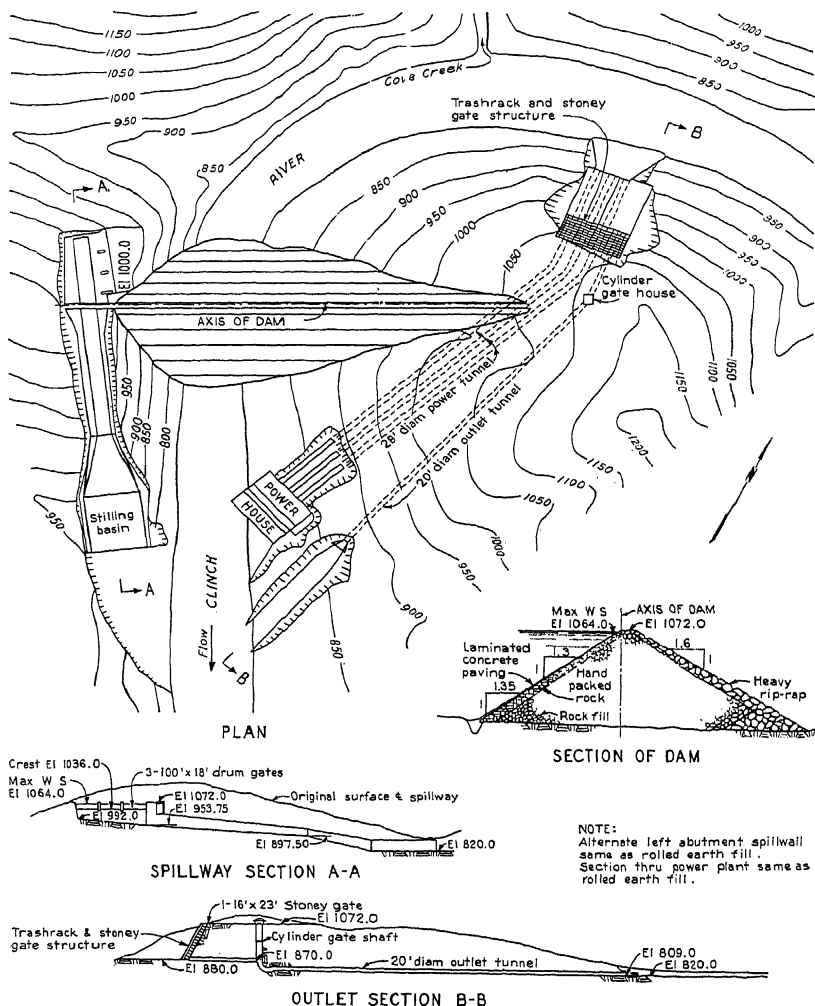 1150
1100
1050
1000
950
900
850
Cove Creek
1000
950
900
850
Trashrack and stoney
gate structure
B
RIVER
850
900
950
1000
1050
A
El 1000.0
AXIS OF DAM
950
900
950
1000
Cylinder
gate house
1050
1100
1150
1200
1150
1100
1050
1000
950
900
850
28' diam power tunnel
20' diam outlet tunnel
950
900
850
800
950
Stilling
basin
A
POWER
HOUSE
Flow
CLINCH
B
PLAN
Max W S
El 1064.0
AXIS OF DAM
El 1072.0
Laminated
concrete
paving
1.3
1
1.6
1
1.35
1
Hand
packed
rock
Rock fill
Heavy
rip-rap
SECTION OF DAM
Crest El 1036.0
Max W S
El 1064.0
3-100'x18' drum gates
El 1072.0
El 953.75
El 992.0
Original surface & spillway
El 897.50
El 820.0
SPILLWAY SECTION A-A
NOTE:
Alternate left abutment spillwall
same as rolled earth fill.
Section thru power plant same as
rolled earth fill.
1-16'x23' Stoney gate
El 1072.0
Trashrack & stoney
gate structure
Cylinder gate shaft
El 880.0
El 870.0
20' diam outlet tunnel
El 809.0
El 820.0
OUTLET SECTION B-B